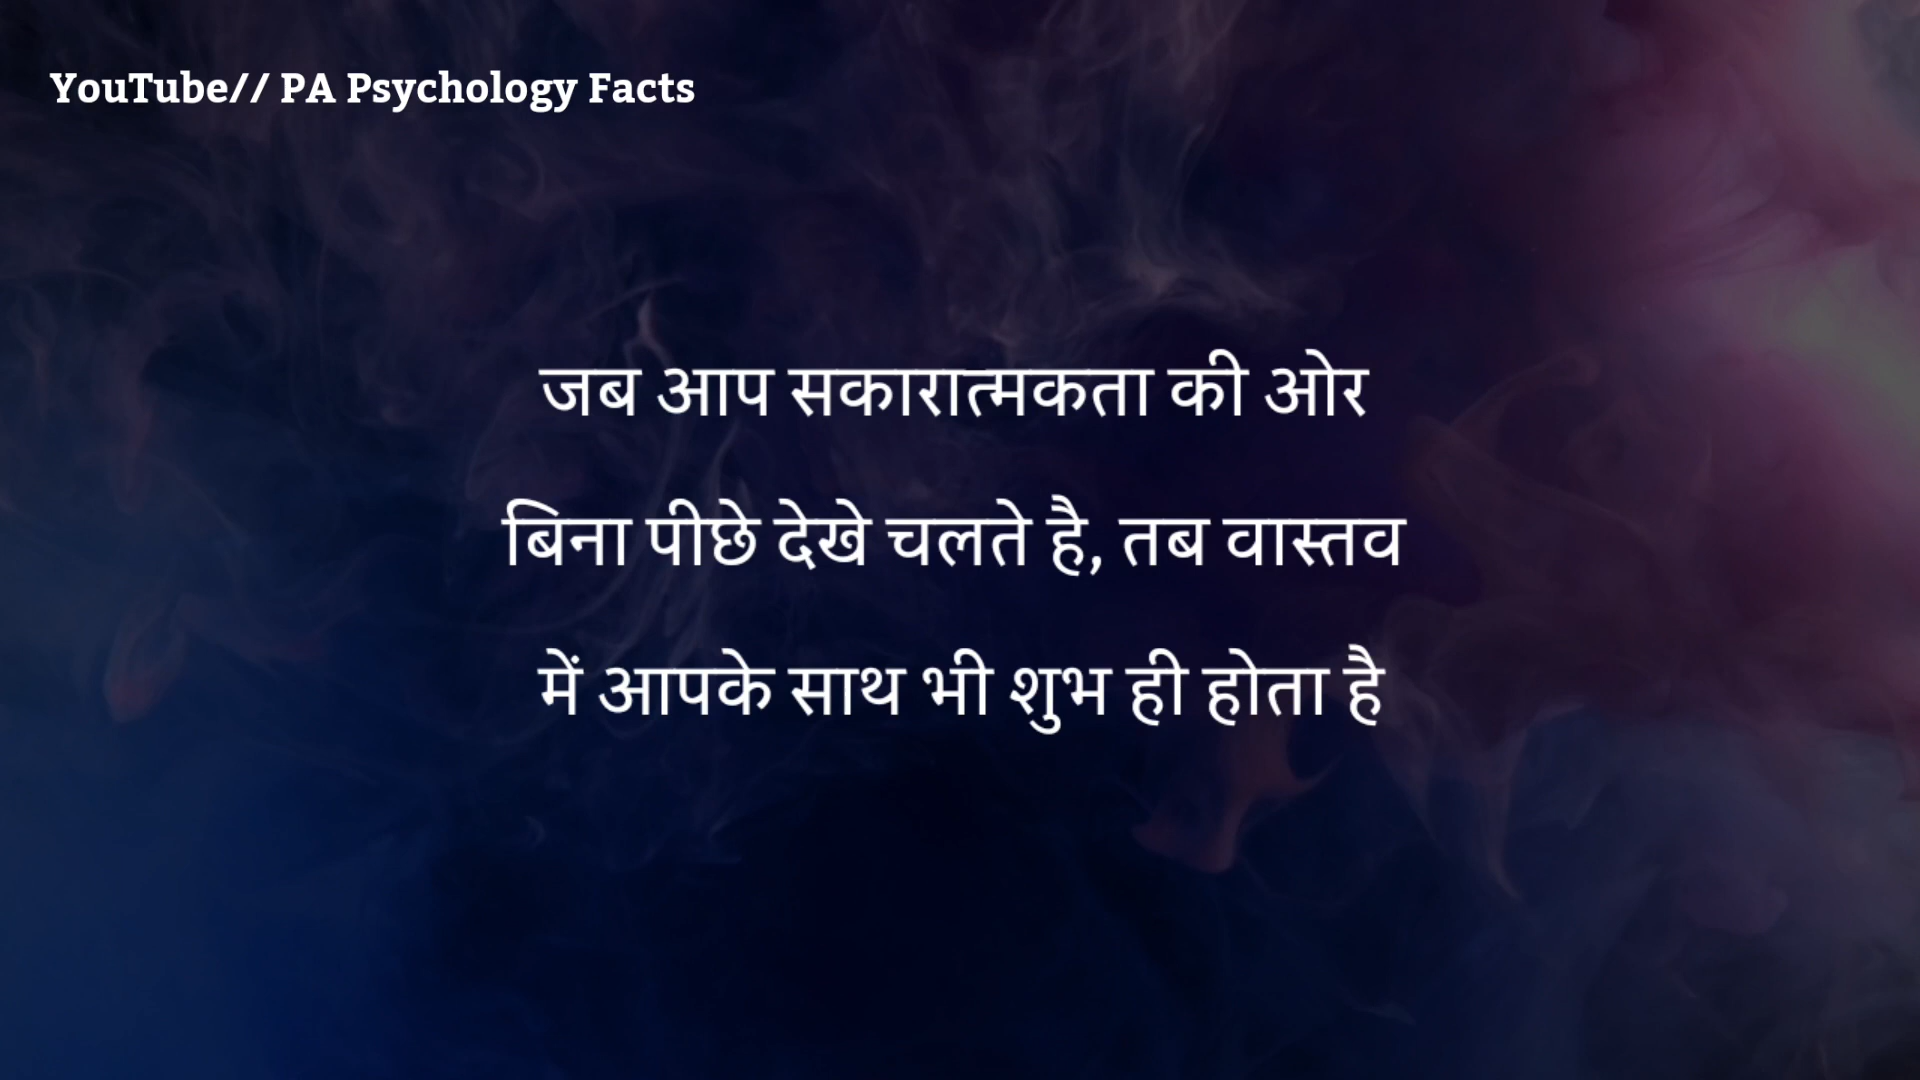 YouTube// PA Psychology Facts
जब आप सकारात्मकता की ओर
बिना पीछे देखे चलते है, तब वास्तव
में आपके साथ भी शुभ ही होता है